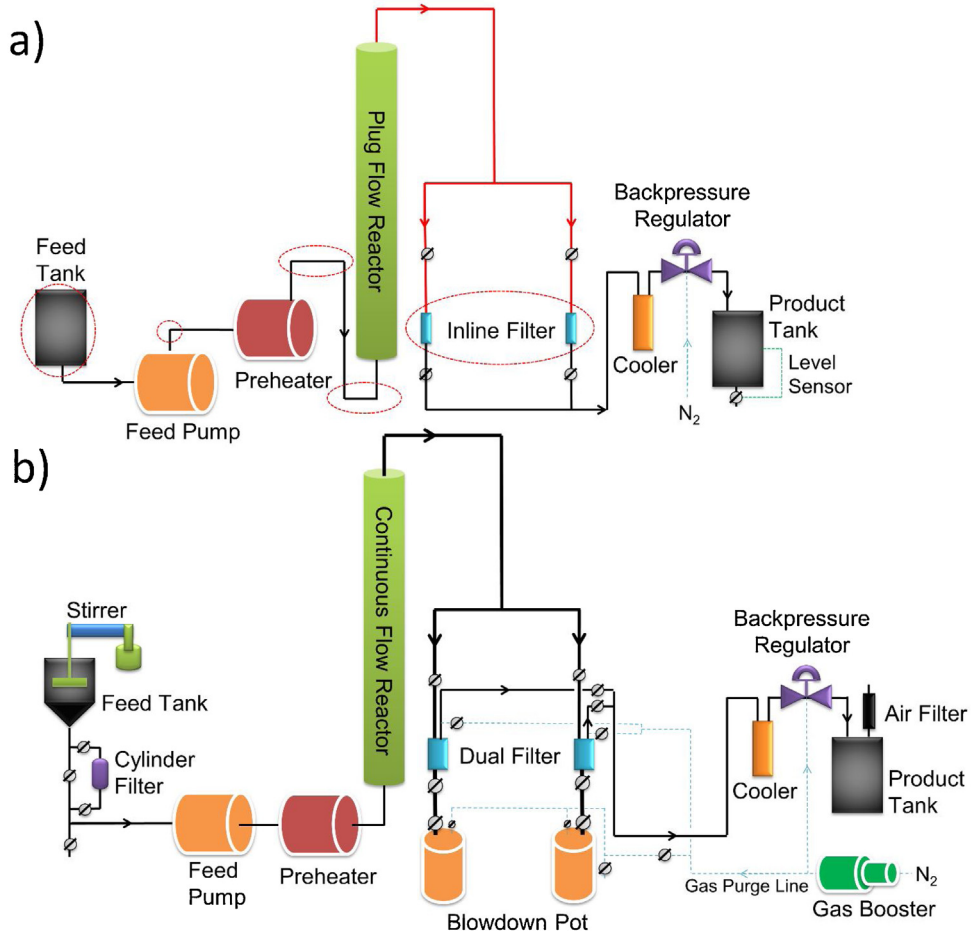 a)
Plug Flow Reactor
Feed
Tank
Preheater
Feed Pump
Inline Filter
Backpressure
Regulator
Cooler
Product
Tank
Level
Sensor
N2
b)
Continuous Flow Reactor
Stirrer
Feed Tank
Cylinder
Filter
Feed
Pump
Preheater
Dual Filter
Blowdown Pot
Backpressure
Regulator
Cooler
Air Filter
Product
Tank
Gas Purge Line
Gas Booster
N2